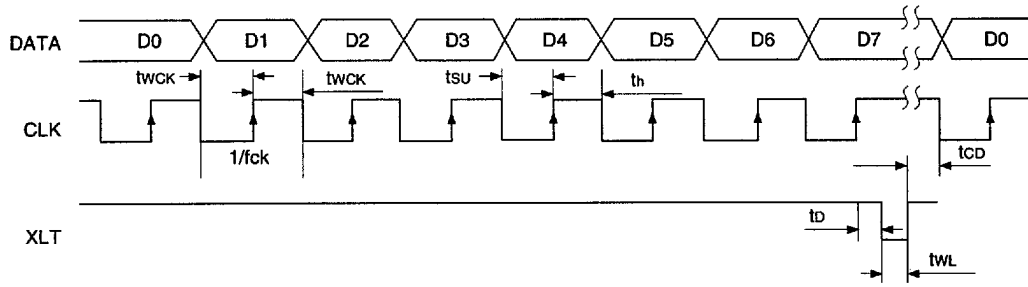 DATA D0 D1 D2 D3 D4 D5 D6 D7 D0
tWCK tWCK tSU th
CLK
1/fck tCD
XLT tD
tWL